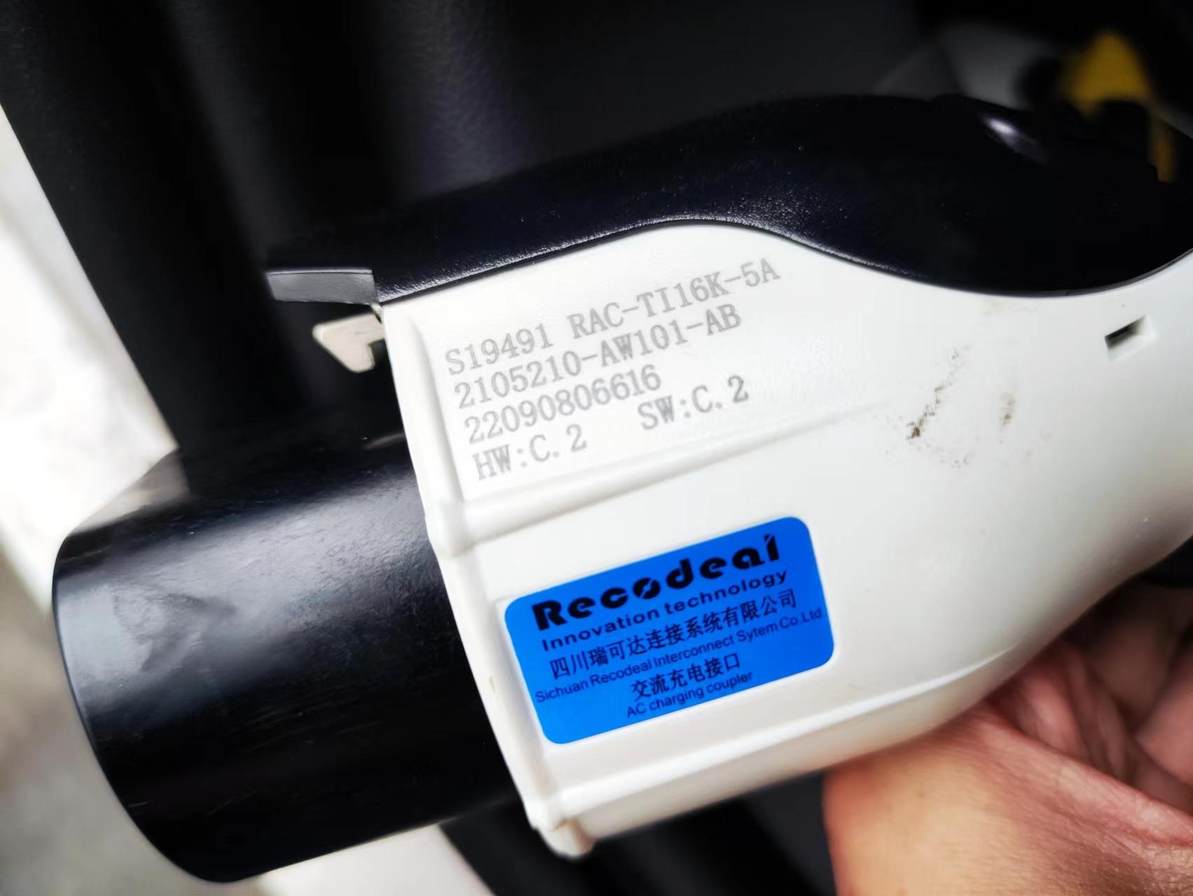 S19491 RAC-TI16K-5A
2105210-AW101-AB
22090806616
HW:C.2 SW:C.2
Recodeal
Innovation technology
四川瑞可达连接系统有限公司
Sichuan Recodeal Interconnect Sytem Co.Ltd
交流充电接口
AC charging coupler